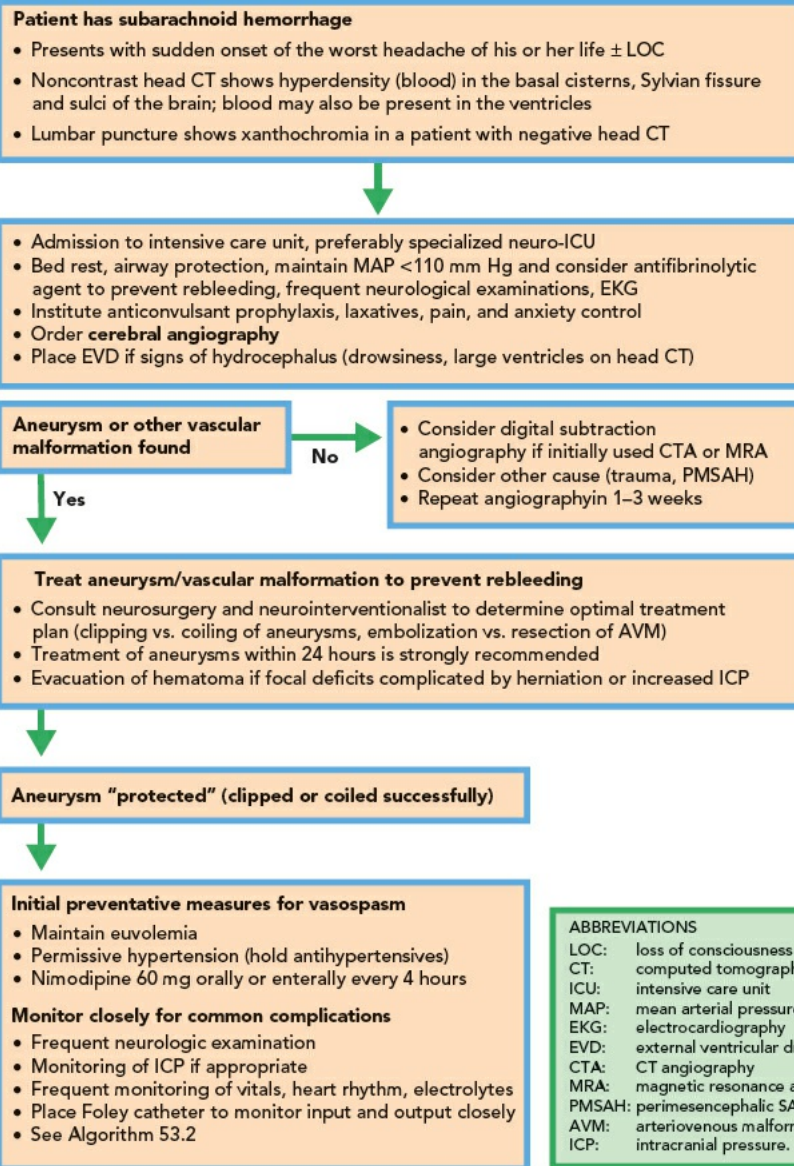 Patient has subarachnoid hemorrhage
• Presents with sudden onset of the worst headache of his or her life ± LOC
• Noncontrast head CT shows hyperdensity (blood) in the basal cisterns, Sylvian fissure
and sulci of the brain; blood may also be present in the ventricles
• Lumbar puncture shows xanthochromia in a patient with negative head CT
• Admission to intensive care unit, preferably specialized neuro-ICU
• Bed rest, airway protection, maintain MAP <110 mm Hg and consider antifibrinolytic
agent to prevent rebleeding, frequent neurological examinations, EKG
• Institute anticonvulsant prophylaxis, laxatives, pain, and anxiety control
• Order cerebral angiography
• Place EVD if signs of hydrocephalus (drowsiness, large ventricles on head CT)
Aneurysm or other vascular
malformation found
No
• Consider digital subtraction
angiography if initially used CTA or MRA
• Consider other cause (trauma, PMSAH)
• Repeat angiographyin 1–3 weeks
Yes
Treat aneurysm/vascular malformation to prevent rebleeding
• Consult neurosurgery and neurointerventionalist to determine optimal treatment
plan (clipping vs. coiling of aneurysms, embolization vs. resection of AVM)
• Treatment of aneurysms within 24 hours is strongly recommended
• Evacuation of hematoma if focal deficits complicated by herniation or increased ICP
Aneurysm “protected” (clipped or coiled successfully)
Initial preventative measures for vasospasm
• Maintain euvolemia
• Permissive hypertension (hold antihypertensives)
• Nimodipine 60 mg orally or enterally every 4 hours
Monitor closely for common complications
• Frequent neurologic examination
• Monitoring of ICP if appropriate
• Frequent monitoring of vitals, heart rhythm, electrolytes
• Place Foley catheter to monitor input and output closely
• See Algorithm 53.2
ABBREVIATIONS
LOC: loss of consciousness
CT: computed tomograph
ICU: intensive care unit
MAP: mean arterial pressure
EKG: electrocardiography
EVD: external ventricular
CTA: CT angiography
MRA: magnetic resonance
PMSAH: perimesencephalic
AVM: arteriovenous malfor
ICP: intracranial pressure.